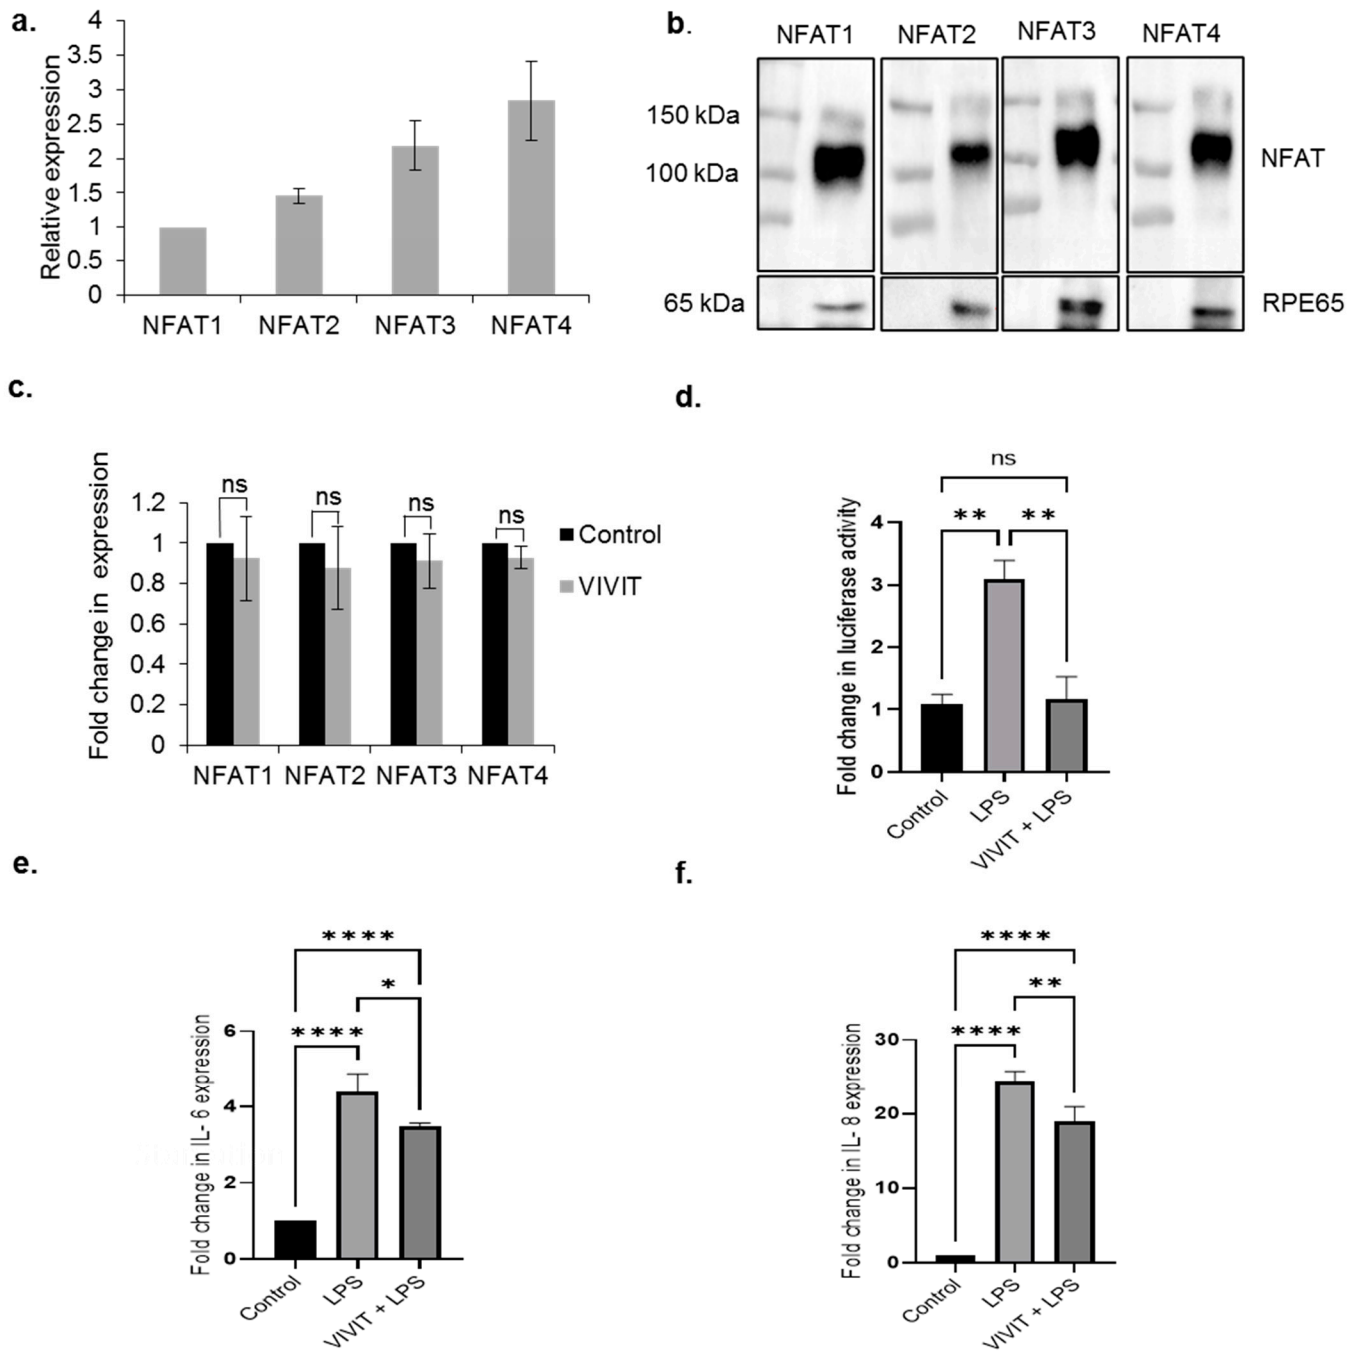 a.
Relative expression
4
3.5
3
2.5
2
1.5
1
0.5
0
NFAT1 NFAT2 NFAT3 NFAT4
b.
NFAT1 NFAT2 NFAT3 NFAT4
150 kDa
100 kDa
NFAT
65 kDa
RPE65
c.
Fold change in expression
1.2
1
0.8
0.6
0.4
0.2
0
ns ns ns ns
Control
VIVIT
NFAT1 NFAT2 NFAT3 NFAT4
d.
Fold change in luciferase activity
ns
** **
4
3
2
1
0
Control
LPS
VIVIT + LPS
e.
Fold change in IL- 6 expression
****
*
****
6
4
2
0
Control
LPS
VIVIT + LPS
f.
Fold change in IL- 8 expression
****
**
****
30
20
10
0
Control
LPS
VIVIT + LPS